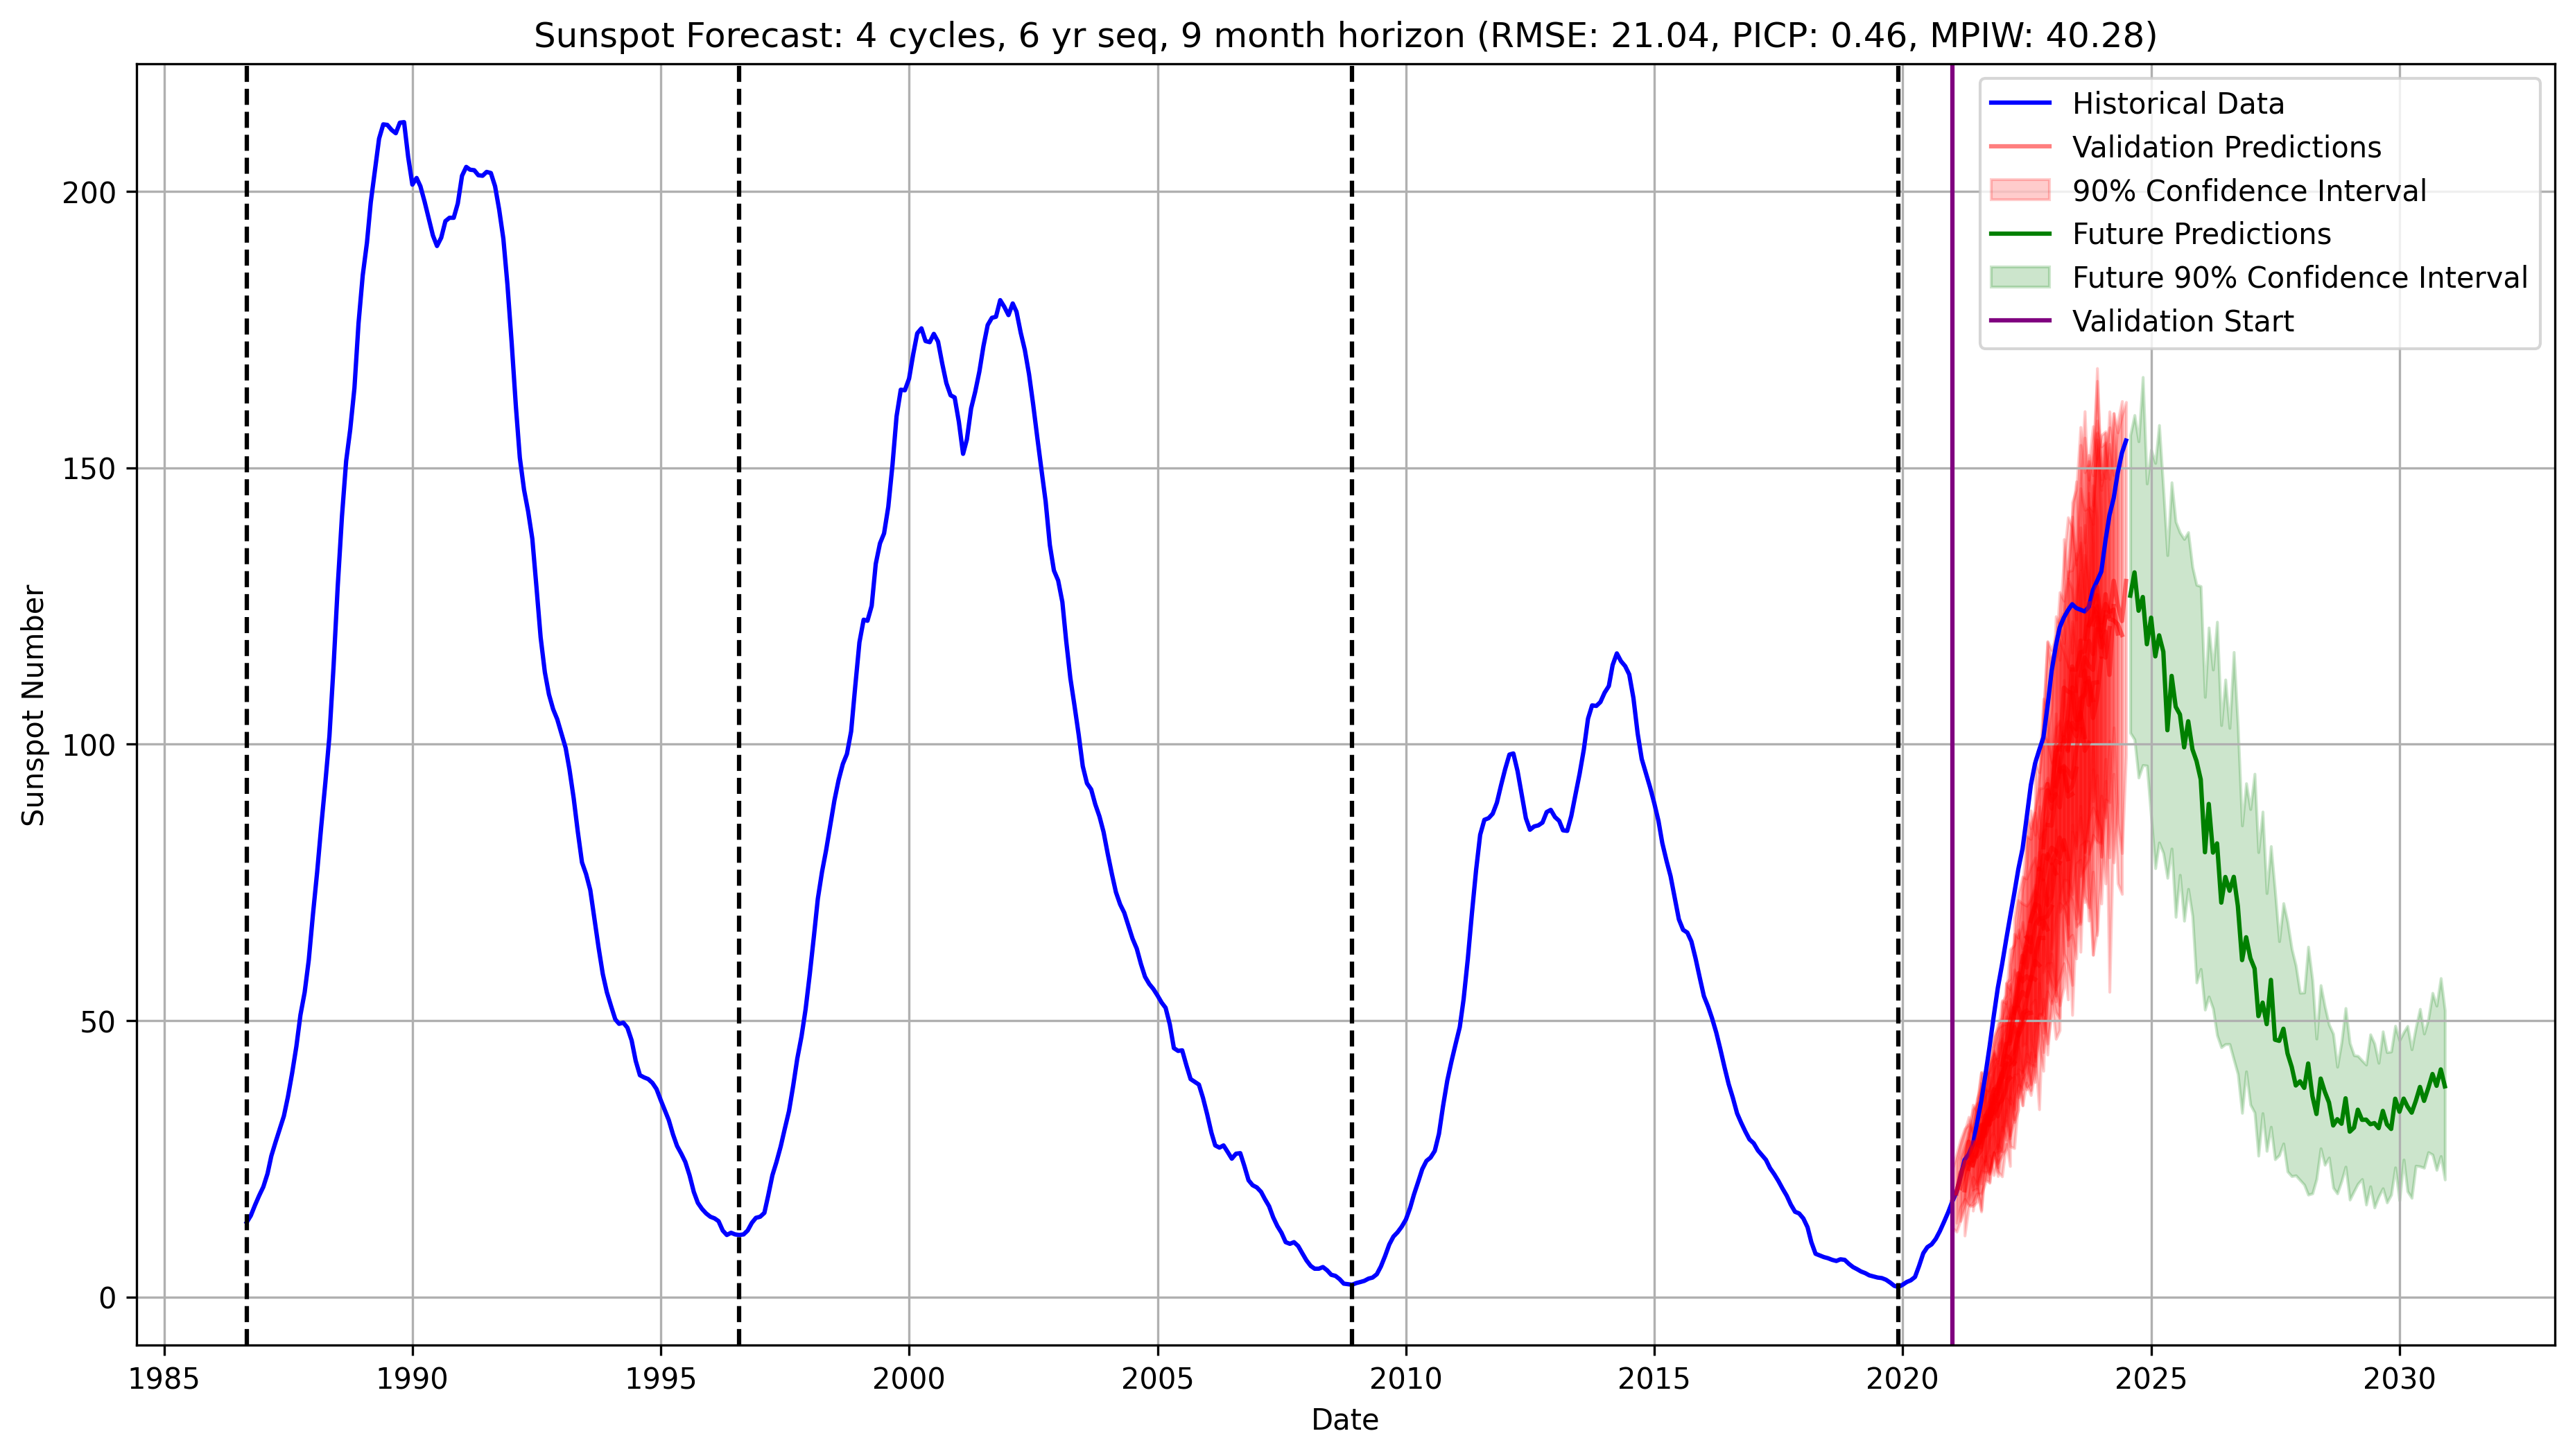 Sunspot Forecast: 4 cycles, 6 yr seq, 9 month horizon (RMSE: 21.04, PICP: 0.46, MPIW: 40.28)
Historical Data
Validation Predictions
90% Confidence Interval
Future Predictions
Future 90% Confidence Interval
Validation Start
Sunspot Number
200
150
100
50
0
1985 1990 1995 2000 2005 2010 2015 2020 2025 2030
Date